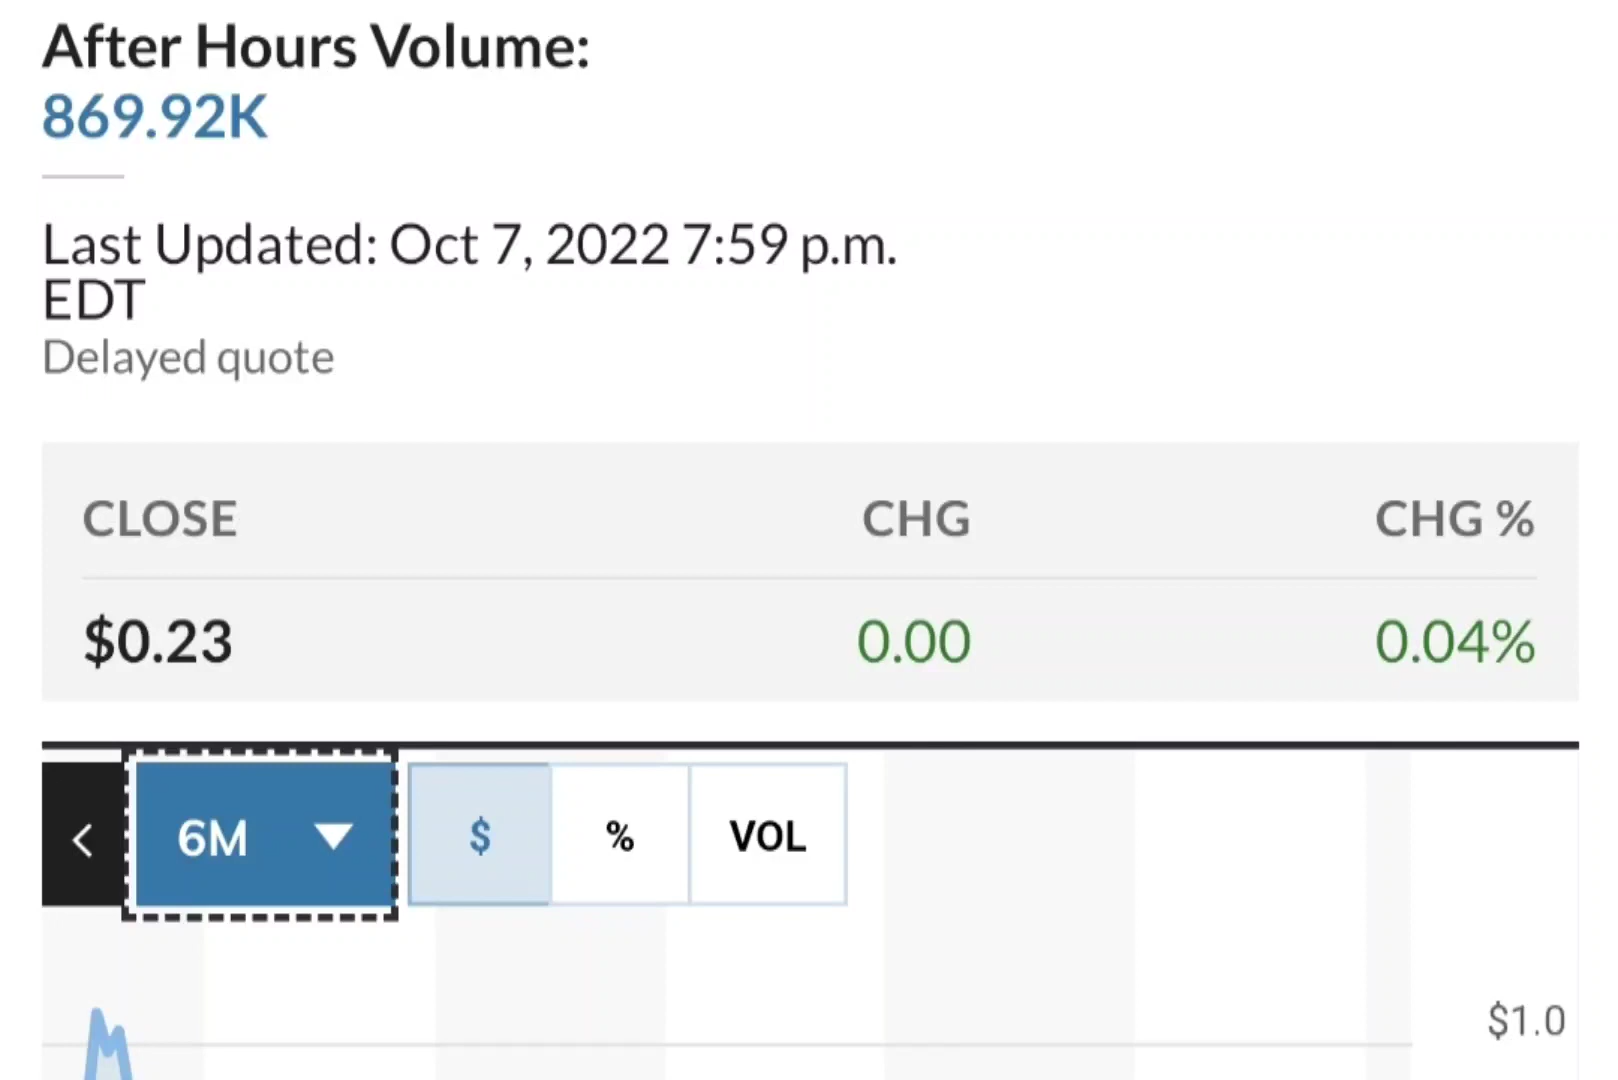 After Hours Volume:
869.92K
Last Updated: Oct 7, 2022 7:59 p.m.
EDT
Delayed quote
CLOSE CHG CHG %
$0.23 0.00 0.04%
6M $ % VOL
$1.0